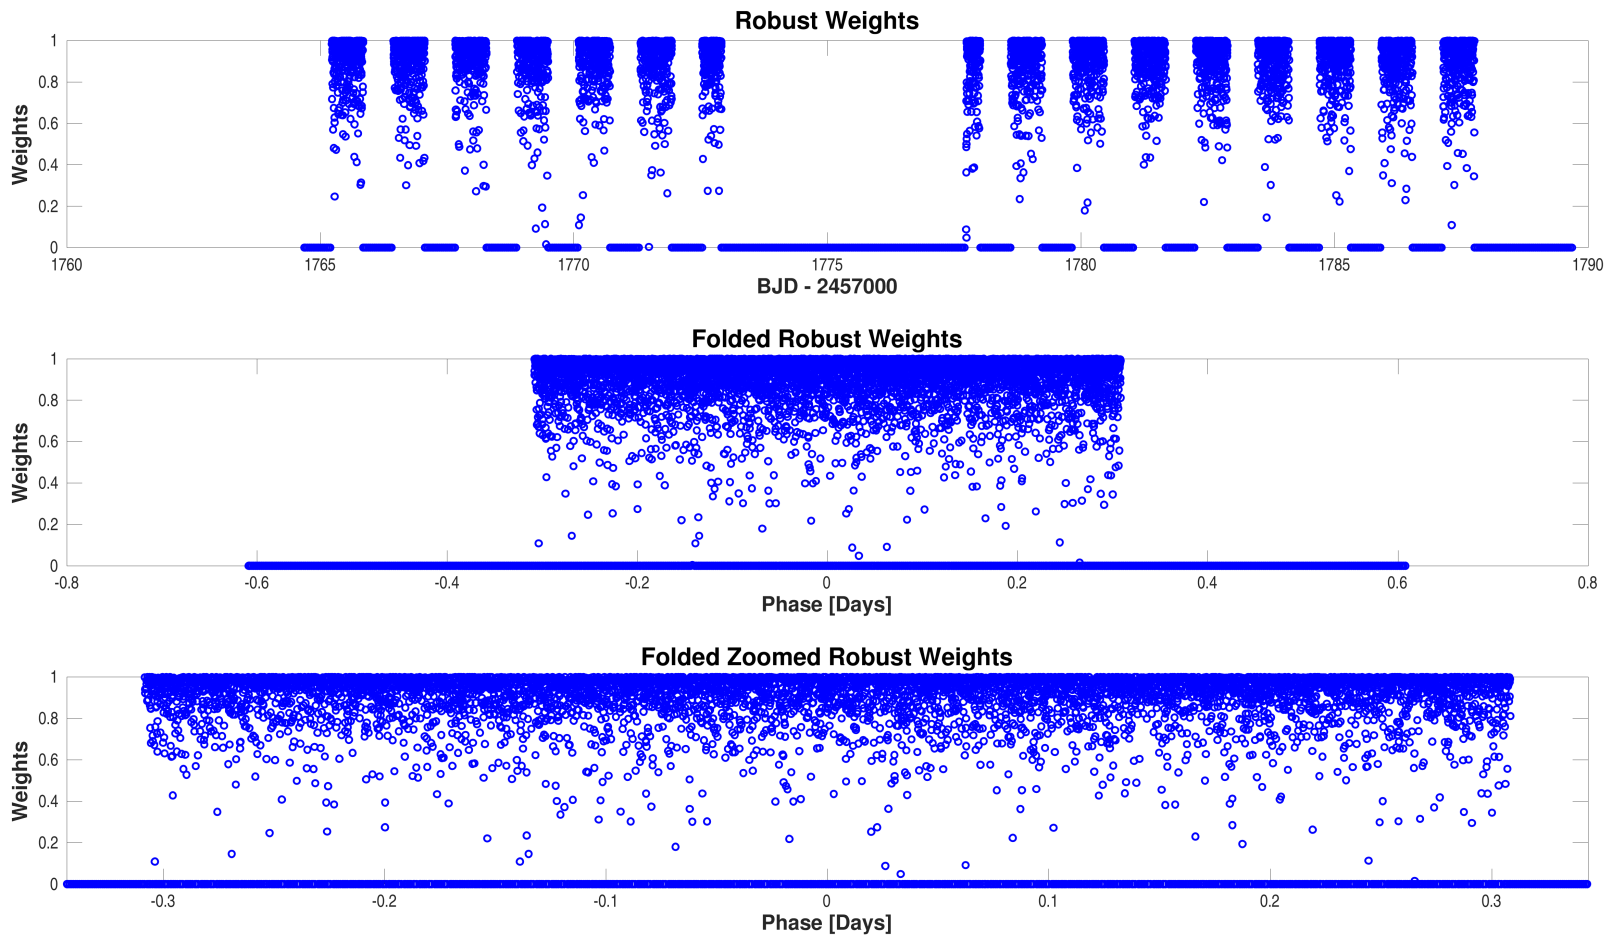 Robust Weights
1
0.8
0.6
0.4
0.2
0
Weights
1760 1765 1770 1775 1780 1785 1790
BJD - 2457000
Folded Robust Weights
1
0.8
0.6
0.4
0.2
0
Weights
-0.8 -0.6 -0.4 -0.2 0 0.2 0.4 0.6 0.8
Phase [Days]
Folded Zoomed Robust Weights
1
0.8
0.6
0.4
0.2
0
Weights
-0.3 -0.2 -0.1 0 0.1 0.2 0.3
Phase [Days]